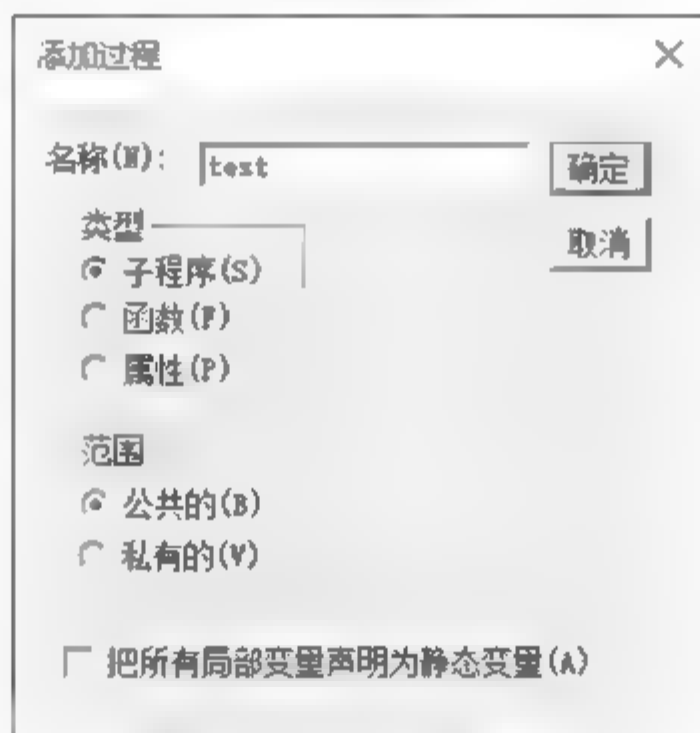 添加过程
名称(N): test 确定
类型 取消
子程序(S)
函数(F)
属性(P)
范围
公共的(B)
私有的(V)
把所有局部变量声明为静态变量(A)